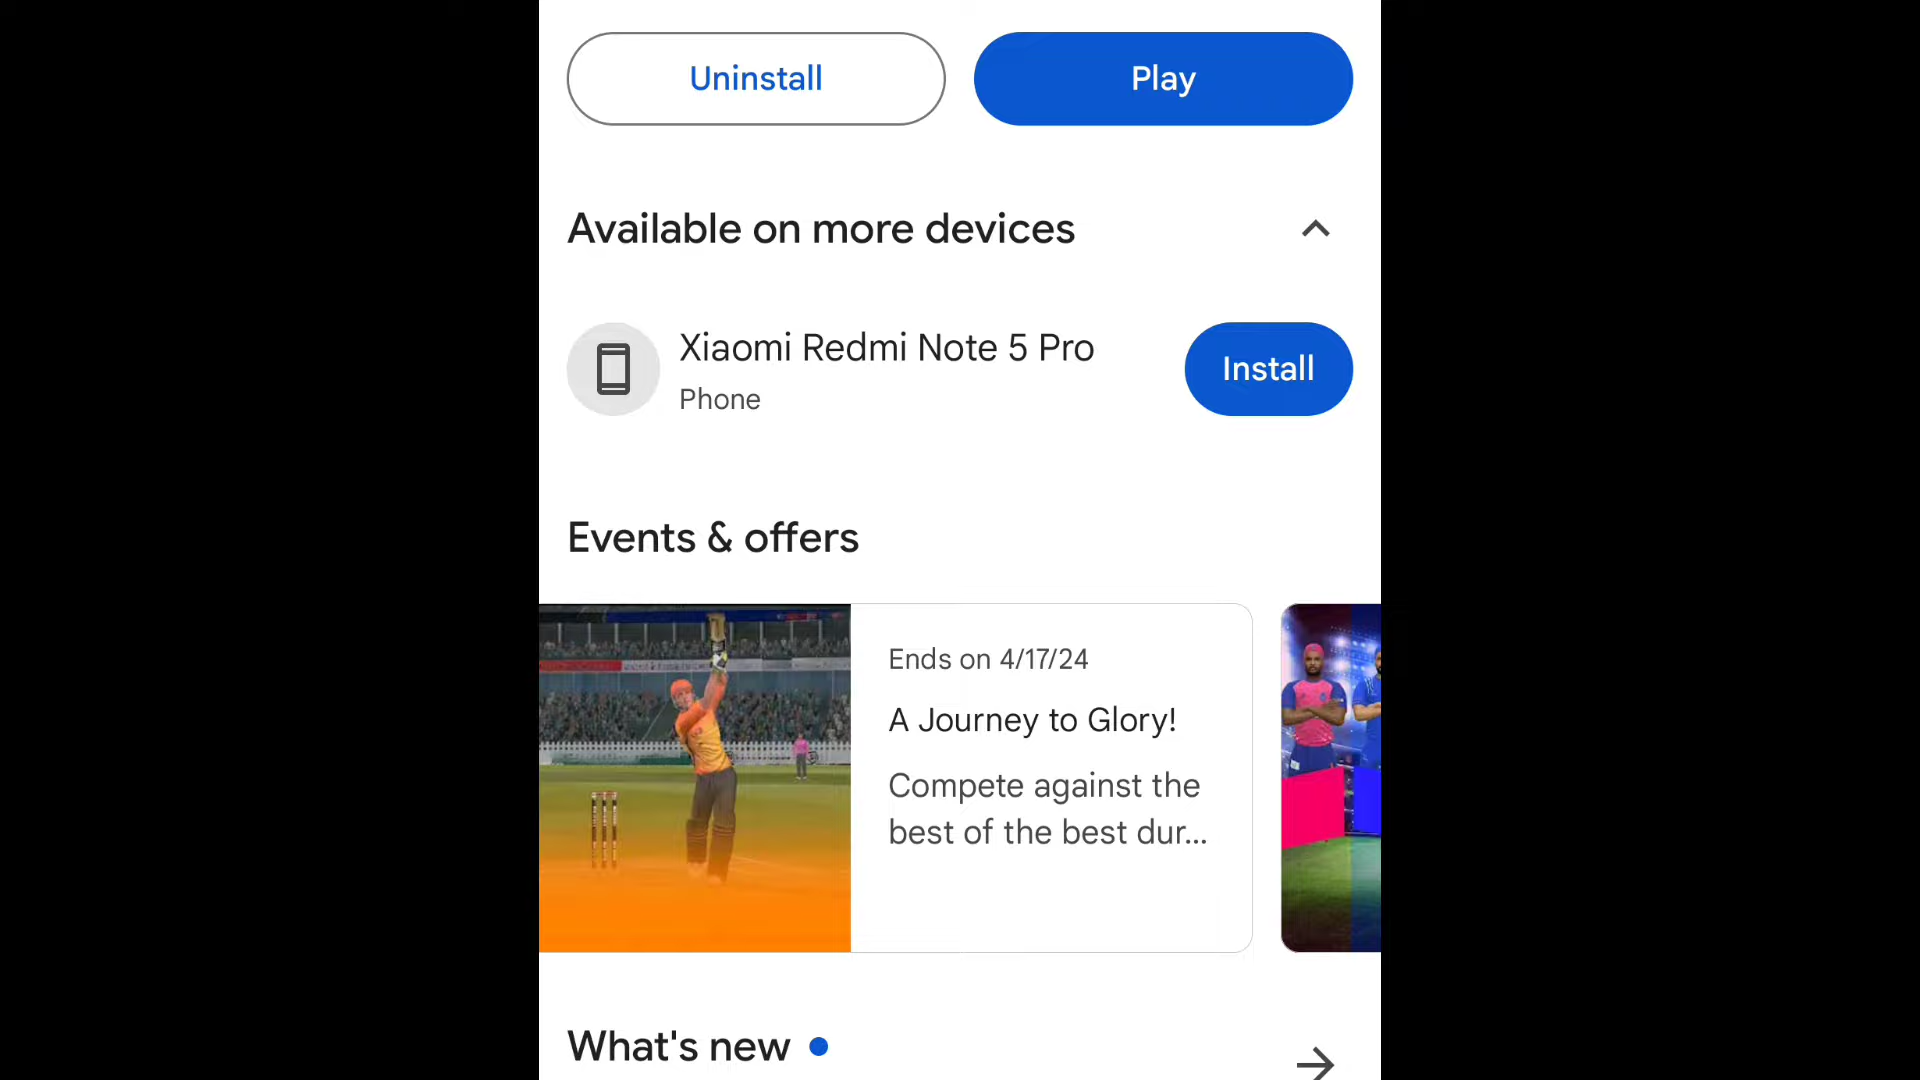 Uninstall
Play
Available on more devices
Xiaomi Redmi Note 5 Pro
Phone
Install
Events & offers
Ends on 4/17/24
A Journey to Glory!
Compete against the
best of the best dur...
What's new